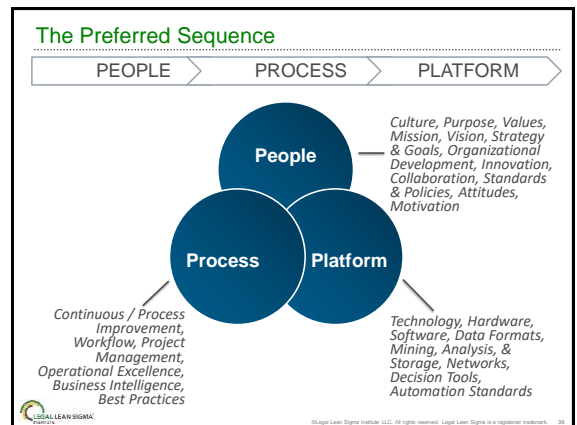 The Preferred Sequence
PEOPLE
PROCESS
PLATFORM
People
Culture, Purpose, Values,
Mission, Vision, Strategy
& Goals, Organizational
Development, Innovation,
Collaboration, Standards
& Policies, Attitudes,
Motivation
Process
Platform
Continuous / Process
Improvement,
Workflow, Project
Management,
Operational Excellence,
Business Intelligence,
Best Practices
Technology, Hardware,
Software, Data Formats,
Mining, Analysis, &
Storage, Networks,
Decision Tools,
Automation Standards
LEGAL LEAN SIGMA
INSTITUTE
©Legal Lean Sigma Institute LLC. All rights reserved. Legal Lean Sigma is a registered trademark.